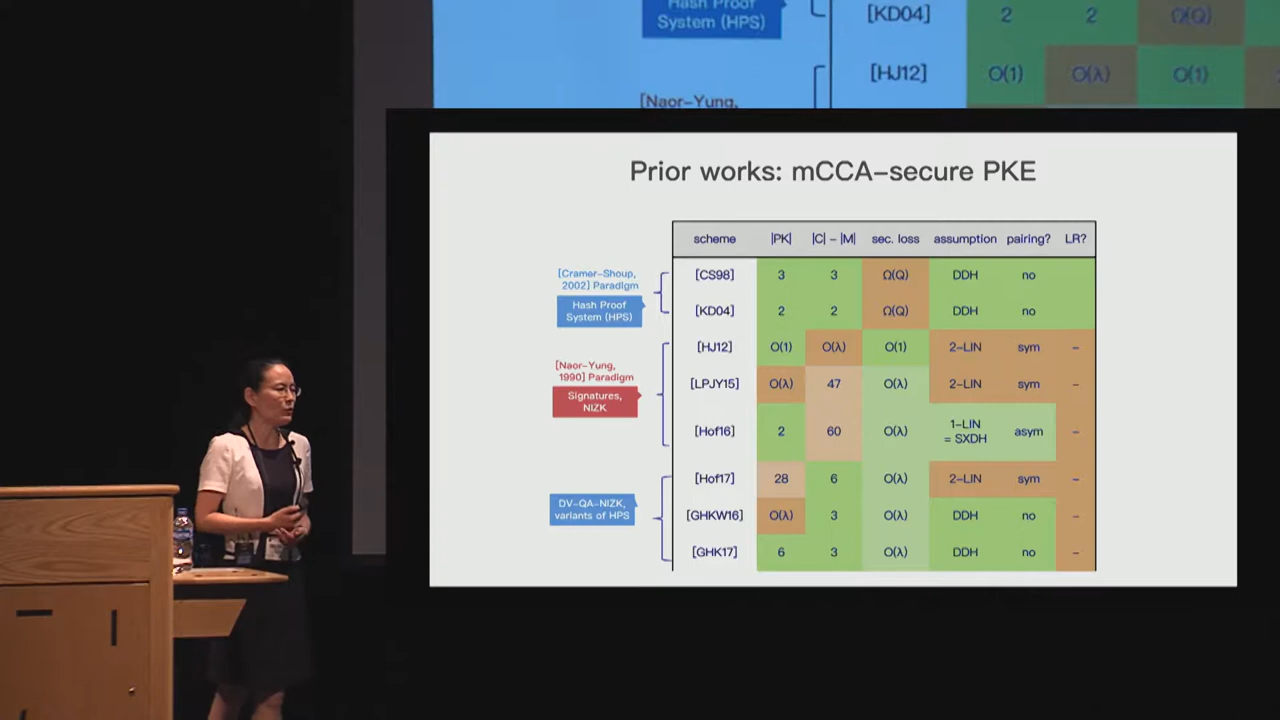 Hash Proof
System (HPS)
[KD04] 2 2 Ω(Q)
[HJ12] O(1) O(λ) O(1)
[Naor-Yung,
Prior works: mCCA-secure PKE
scheme |PK| |C| - |M| sec. loss assumption pairing? LR?
[Cramer-Shoup,
2002] Paradigm
Hash Proof
System (HPS)
[CS98] 3 3 Ω(Q) DDH no
[KD04] 2 2 Ω(Q) DDH no
[Naor-Yung,
1990] Paradigm
Signatures,
NIZK
[HJ12] O(1) O(λ) O(1) 2-LIN sym -
[LPJY15] O(λ) 47 O(λ) 2-LIN sym -
[Hof16] 2 60 O(λ) 1-LIN
= SXDH asym -
DV-QA-NIZK,
variants of HPS
[Hof17] 28 6 O(λ) 2-LIN sym -
[GHKW16] O(λ) 3 O(λ) DDH no -
[GHK17] 6 3 O(λ) DDH no -